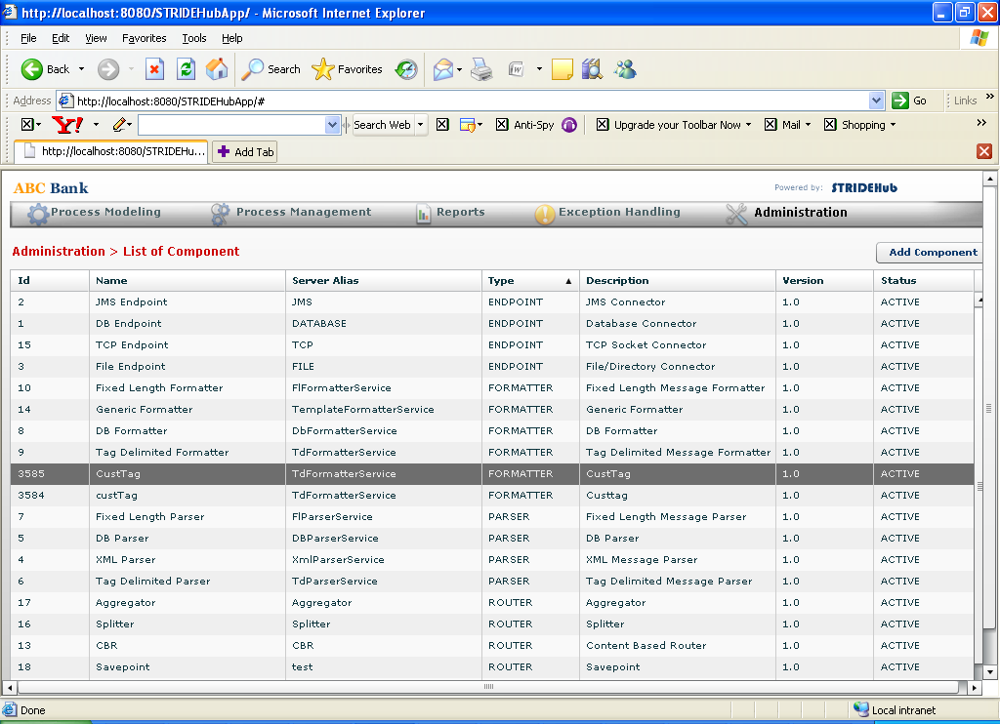 http://localhost:8080/STRIDEHubApp/ - Microsoft Internet Explorer
File Edit View Favorites Tools Help
Back Search Favorites
Address http://localhost:8080/STRIDEHubApp/# Go Links »
Y! Search Web Anti-Spy Upgrade your Toolbar Now Mail Shopping »
http://localhost:8080/STRIDEHu... Add Tab
ABC Bank Powered by: STRIDEHub
Process Modeling Process Management Reports Exception Handling Administration
Administration > List of Component Add Component
Id Name Server Alias Type Description Version Status
2 JMS Endpoint JMS ENDPOINT JMS Connector 1.0 ACTIVE
1 DB Endpoint DATABASE ENDPOINT Database Connector 1.0 ACTIVE
15 TCP Endpoint TCP ENDPOINT TCP Socket Connector 1.0 ACTIVE
3 File Endpoint FILE ENDPOINT File/Directory Connector 1.0 ACTIVE
10 Fixed Length Formatter FlFormatterService FORMATTER Fixed Length Message Formatter 1.0 ACTIVE
14 Generic Formatter TemplateFormatterService FORMATTER Generic Formatter 1.0 ACTIVE
8 DB Formatter DbFormatterService FORMATTER DB Formatter 1.0 ACTIVE
9 Tag Delimited Formatter TdFormatterService FORMATTER Tag Delimited Message Formatter 1.0 ACTIVE
3585 CustTag TdFormatterService FORMATTER CustTag 1.0 ACTIVE
3584 custTag TdFormatterService FORMATTER Custtag 1.0 ACTIVE
7 Fixed Length Parser FlParserService PARSER Fixed Length Message Parser 1.0 ACTIVE
5 DB Parser DBParserService PARSER DB Parser 1.0 ACTIVE
4 XML Parser XmlParserService PARSER XML Message Parser 1.0 ACTIVE
6 Tag Delimited Parser TdParserService PARSER Tag Delimited Message Parser 1.0 ACTIVE
17 Aggregator Aggregator ROUTER Aggregator 1.0 ACTIVE
16 Splitter Splitter ROUTER Splitter 1.0 ACTIVE
13 CBR CBR ROUTER Content Based Router 1.0 ACTIVE
18 Savepoint test ROUTER Savepoint 1.0 ACTIVE
Done Local intranet